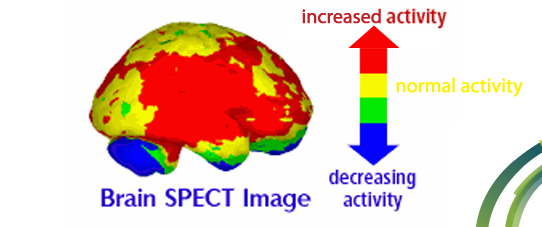 increased activity
normal activity
decreasing
activity
Brain SPECT Image